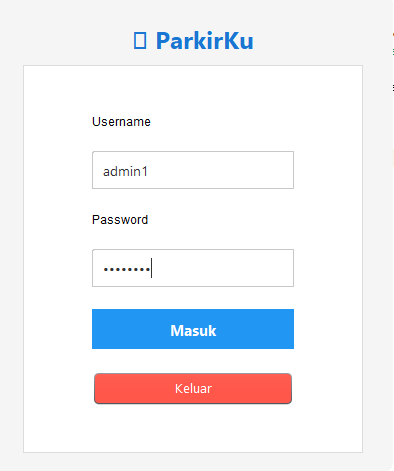 ParkirKu
Username
admin1
Password
••••••••
Masuk
Keluar